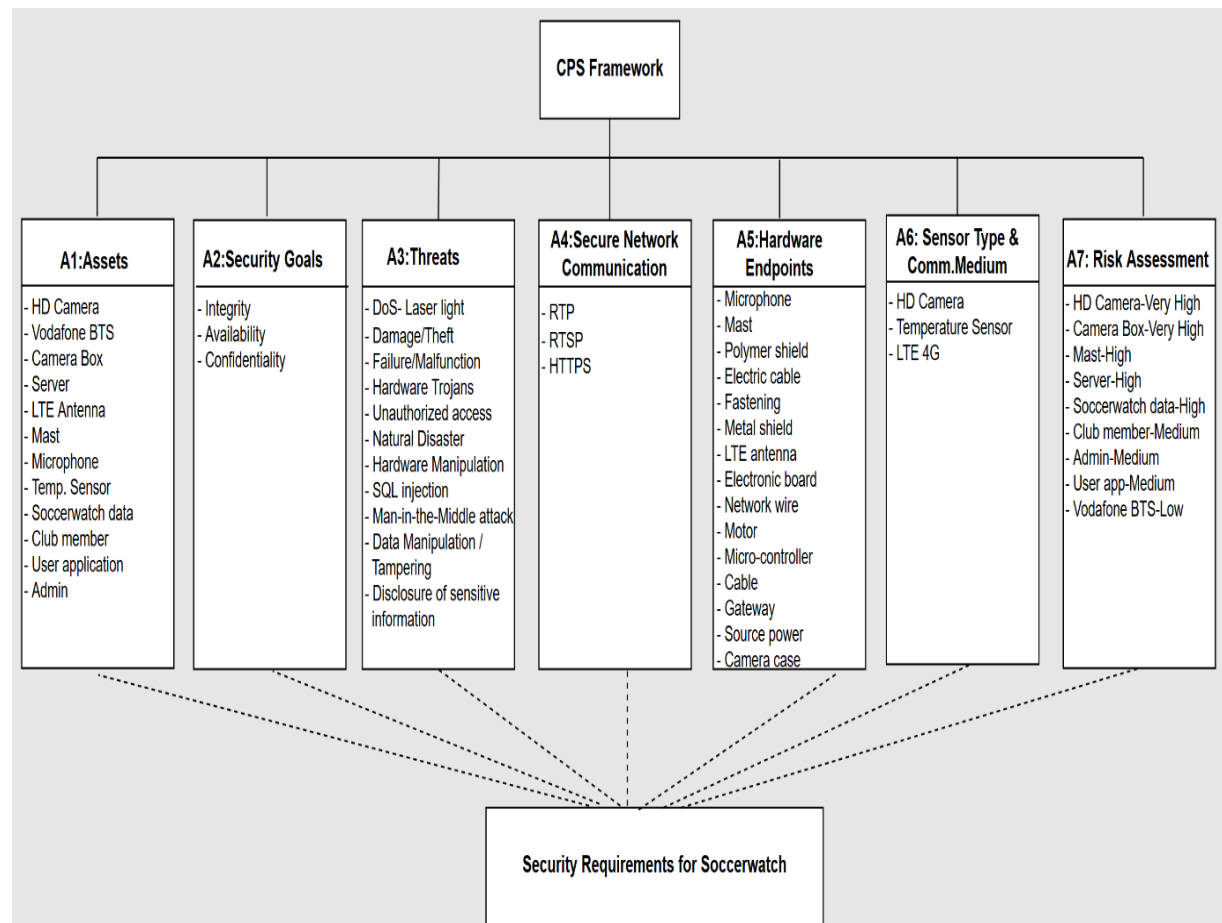 CPS Framework
A1:Assets
- HD Camera
- Vodafone BTS
- Camera Box
- Server
- LTE Antenna
- Mast
- Microphone
- Temp. Sensor
- Soccerwatch data
- Club member
- User application
- Admin
A2:Security Goals
- Integrity
- Availability
- Confidentiality
A3:Threats
- DoS- Laser light
- Damage/Theft
- Failure/Malfunction
- Hardware Trojans
- Unauthorized access
- Natural Disaster
- Hardware Manipulation
- SQL injection
- Man-in-the-Middle attack
- Data Manipulation /
Tampering
- Disclosure of sensitive
information
A4:Secure Network
Communication
- RTP
- RTSP
- HTTPS
A5:Hardware
Endpoints
- Microphone
- Mast
- Polymer shield
- Electric cable
- Fastening
- Metal shield
- LTE antenna
- Electronic board
- Network wire
- Motor
- Micro-controller
- Cable
- Gateway
- Source power
- Camera case
A6: Sensor Type &
Comm.Medium
- HD Camera
- Temperature Sensor
- LTE 4G
A7: Risk Assessment
- HD Camera-Very High
- Camera Box-Very High
- Mast-High
- Server-High
- Soccerwatch data-High
- Club member-Medium
- Admin-Medium
- User app-Medium
- Vodafone BTS-Low
Security Requirements for Soccerwatch